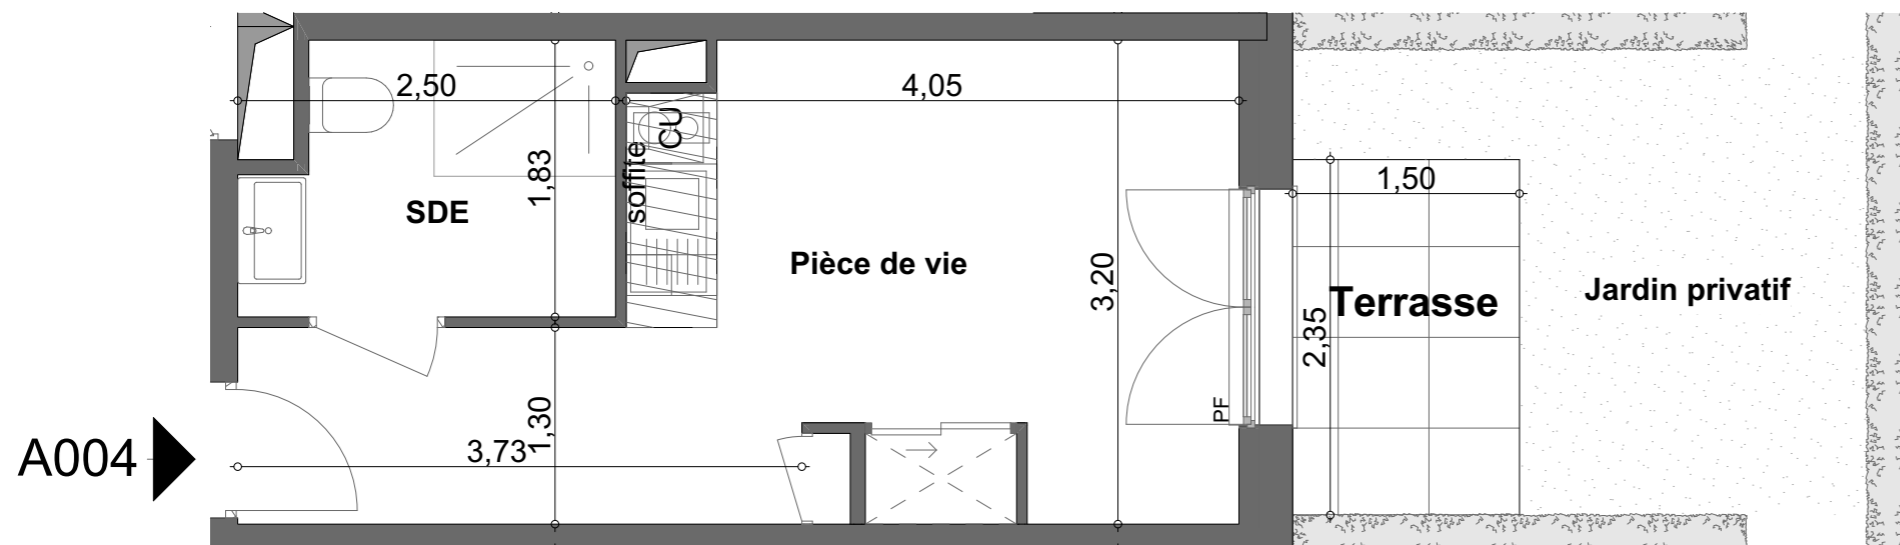 2,50
4,05
CU
soffite
1,83
1,50
SDE
Pièce de vie
3,20
Terrasse
Jardin privatif
2,35
PF
1,30
3,73
A004